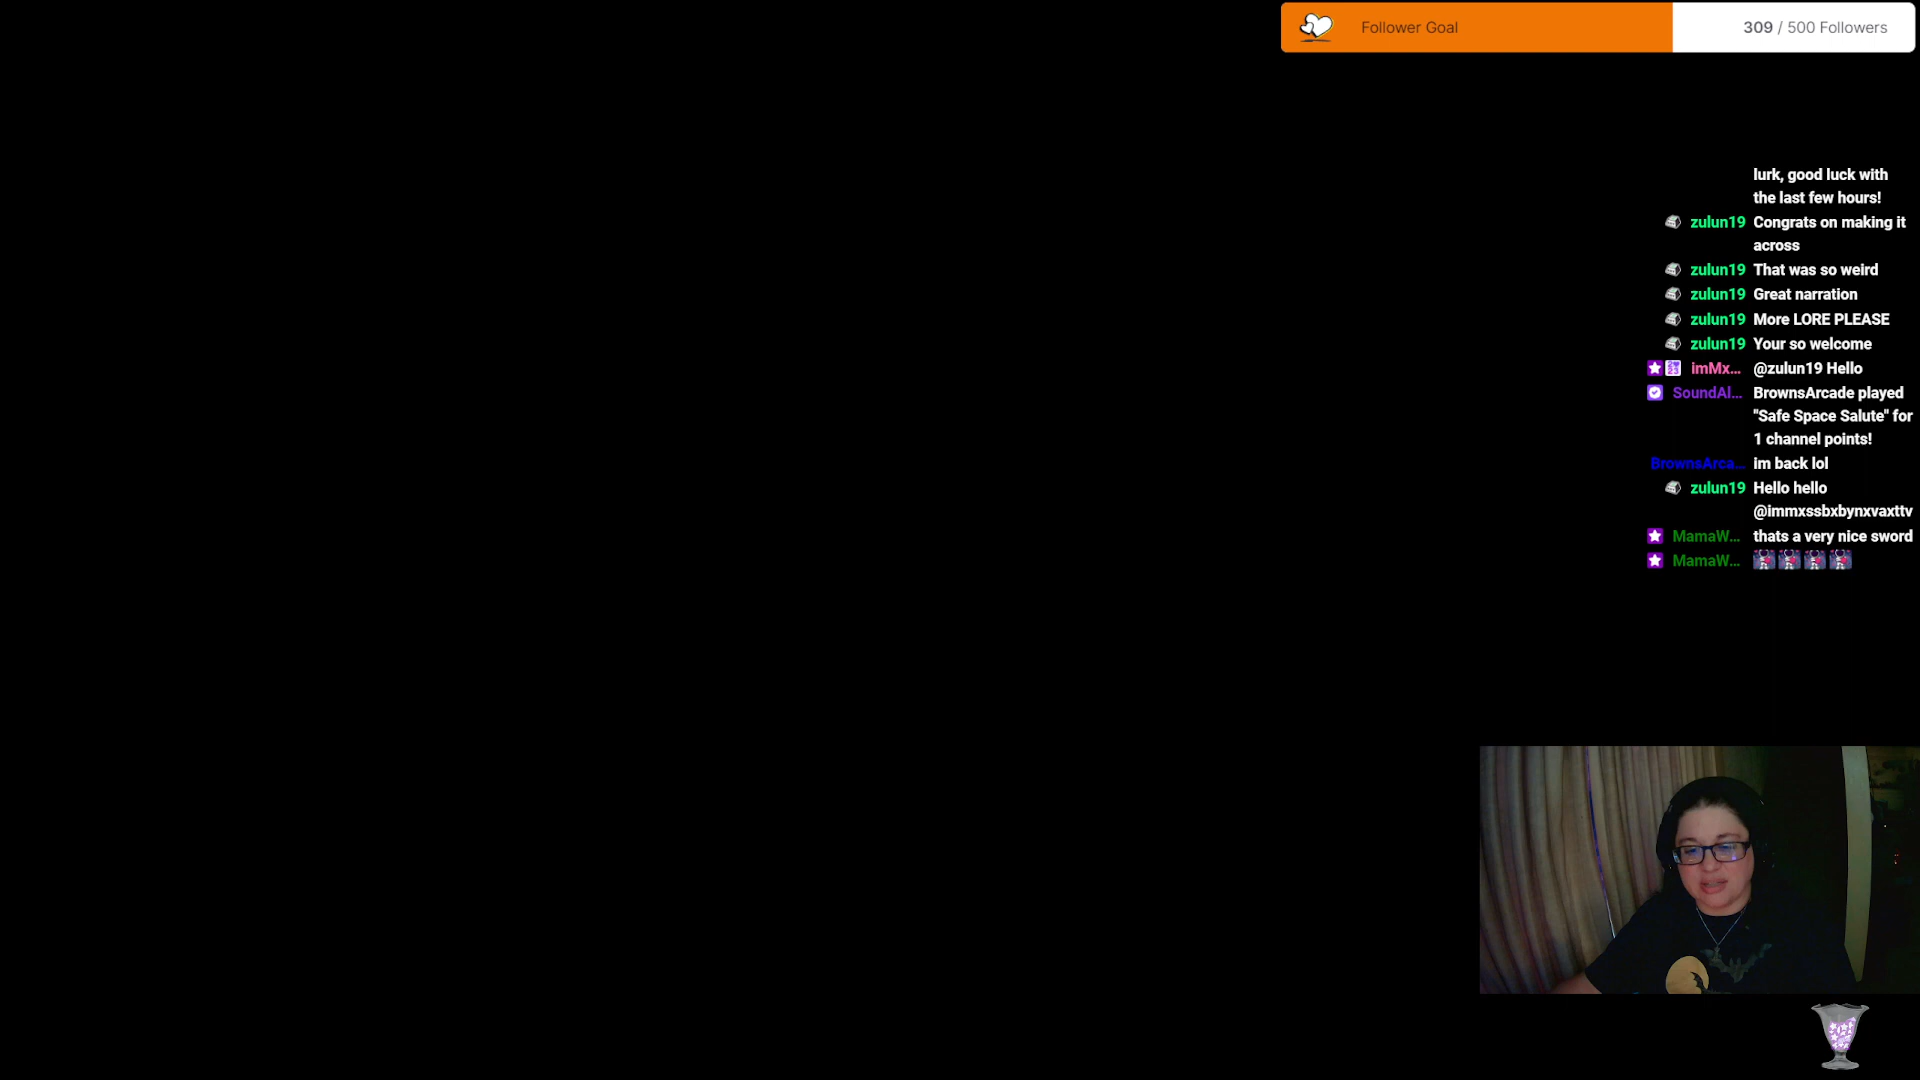 Follower Goal 309 / 500 Followers
lurk, good luck with
the last few hours!
zulun19 Congrats on making it
across
zulun19 That was so weird
zulun19 Great narration
zulun19 More LORE PLEASE
zulun19 Your so welcome
imMx... @zulun19 Hello
SoundAl... BrownsArcade played
"Safe Space Salute" for
1 channel points!
BrownsArca... im back lol
zulun19 Hello hello
@immxssbxbynxvaxttv
MamaW... thats a very nice sword
MamaW...